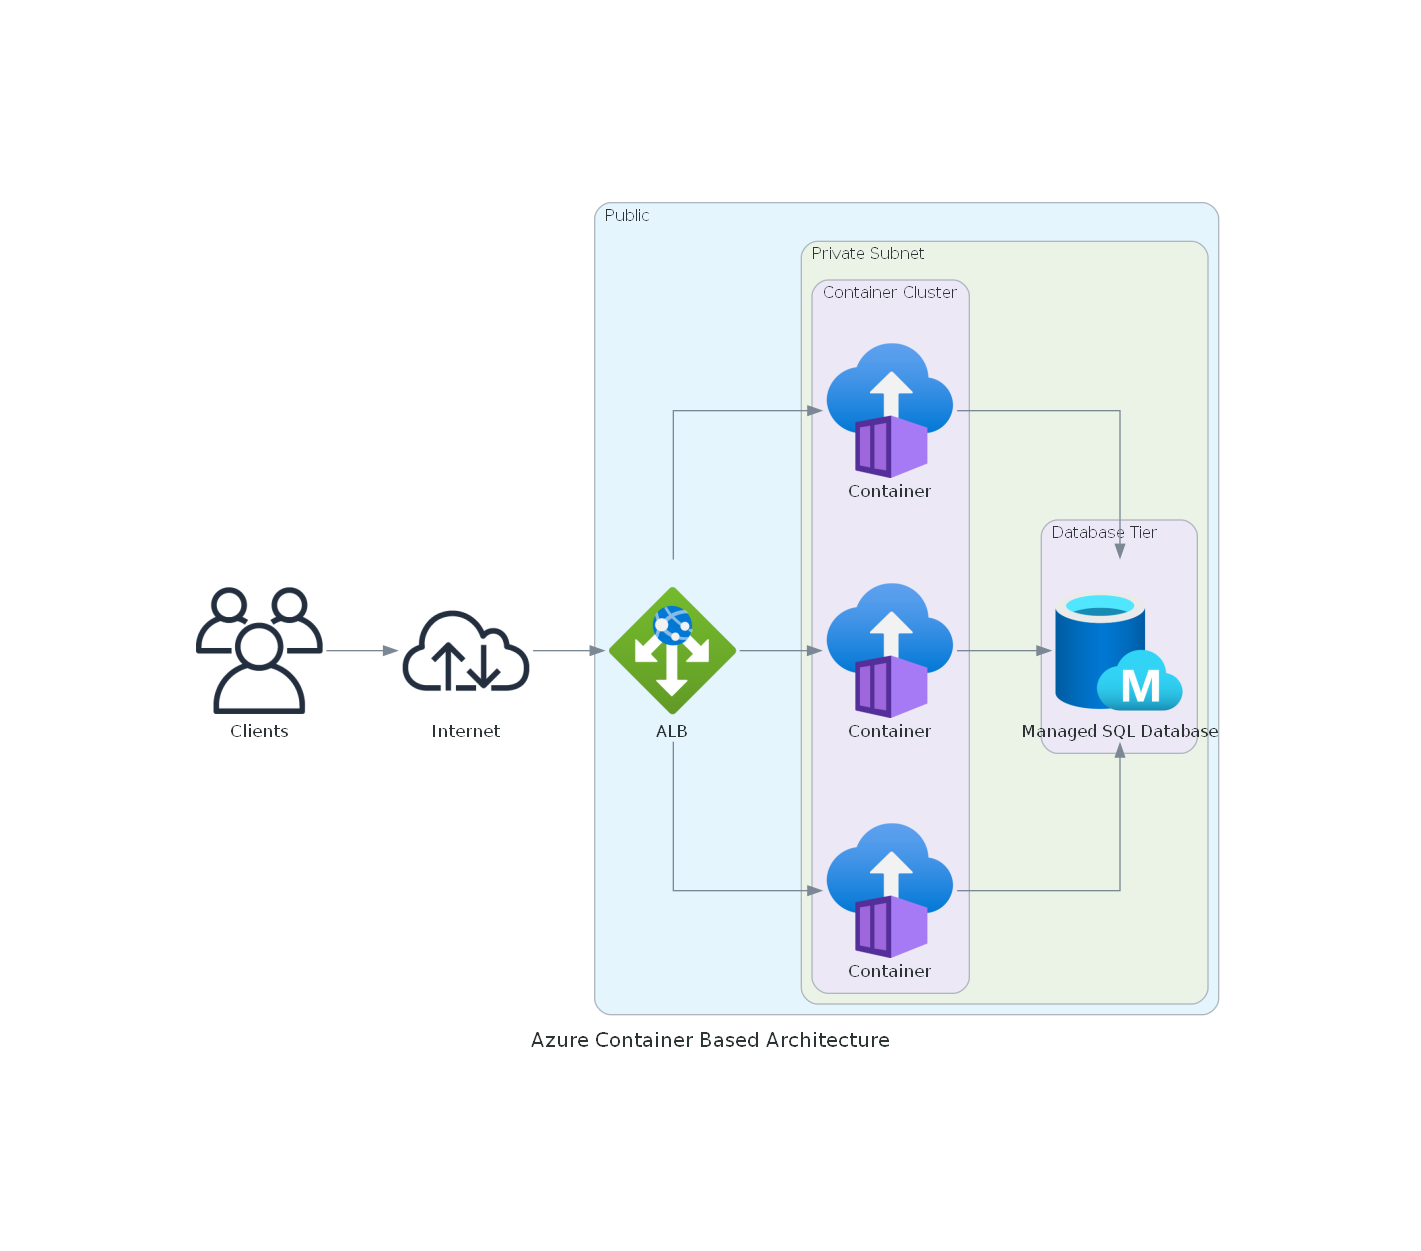 Public
Private Subnet
Container Cluster
Container
Database Tier
Clients
Internet
ALB
Container
M
Managed SQL Database
Container
Azure Container Based Architecture